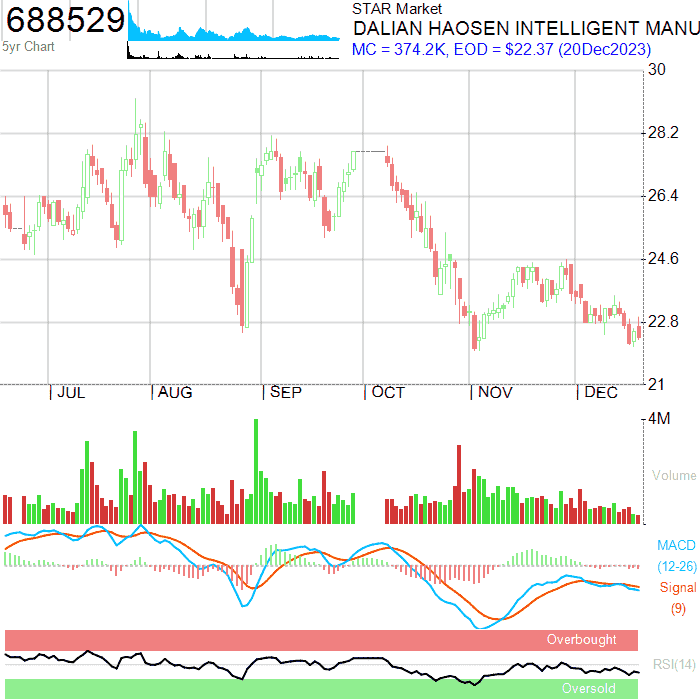 688529
5yr Chart
STAR Market
DALIAN HAOSEN INTELLIGENT MANU
MC = 374.2K, EOD = $22.37 (20Dec2023)
30
28.2
26.4
24.6
22.8
21
JUL AUG SEP OCT NOV DEC
4M
Volume
MACD
(12-26)
Signal
(9)
Overbought
RSI(14)
Oversold